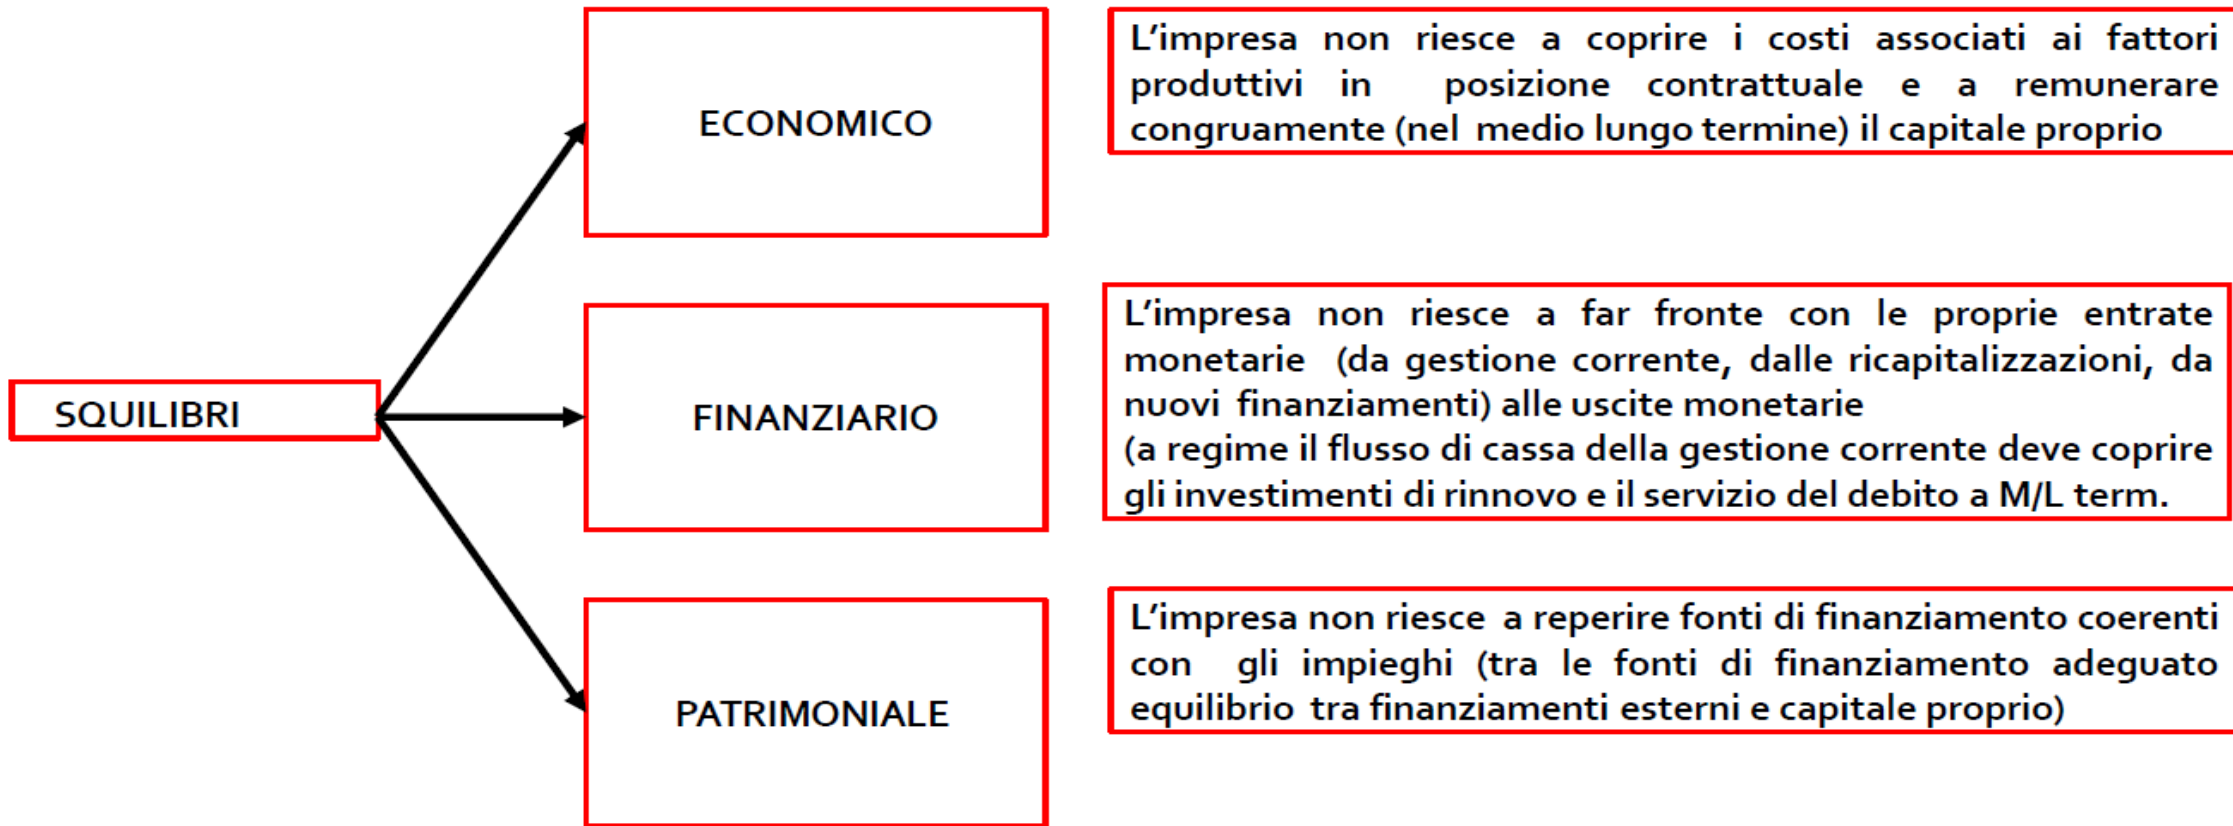 ECONOMICO
L'impresa non riesce a coprire i costi associati ai fattori
produttivi in posizione contrattuale e a remunerare
congruamente (nel medio lungo termine) il capitale proprio
SQUILIBRI
FINANZIARIO
L'impresa non riesce a far fronte con le proprie entrate
monetarie (da gestione corrente, dalle ricapitalizzazioni, da
nuovi finanziamenti) alle uscite monetarie
(a regime il flusso di cassa della gestione corrente deve coprire
gli investimenti di rinnovo e il servizio del debito a M/L term.
PATRIMONIALE
L'impresa non riesce a reperire fonti di finanziamento coerenti
con gli impieghi (tra le fonti di finanziamento adeguato
equilibrio tra finanziamenti esterni e capitale proprio)